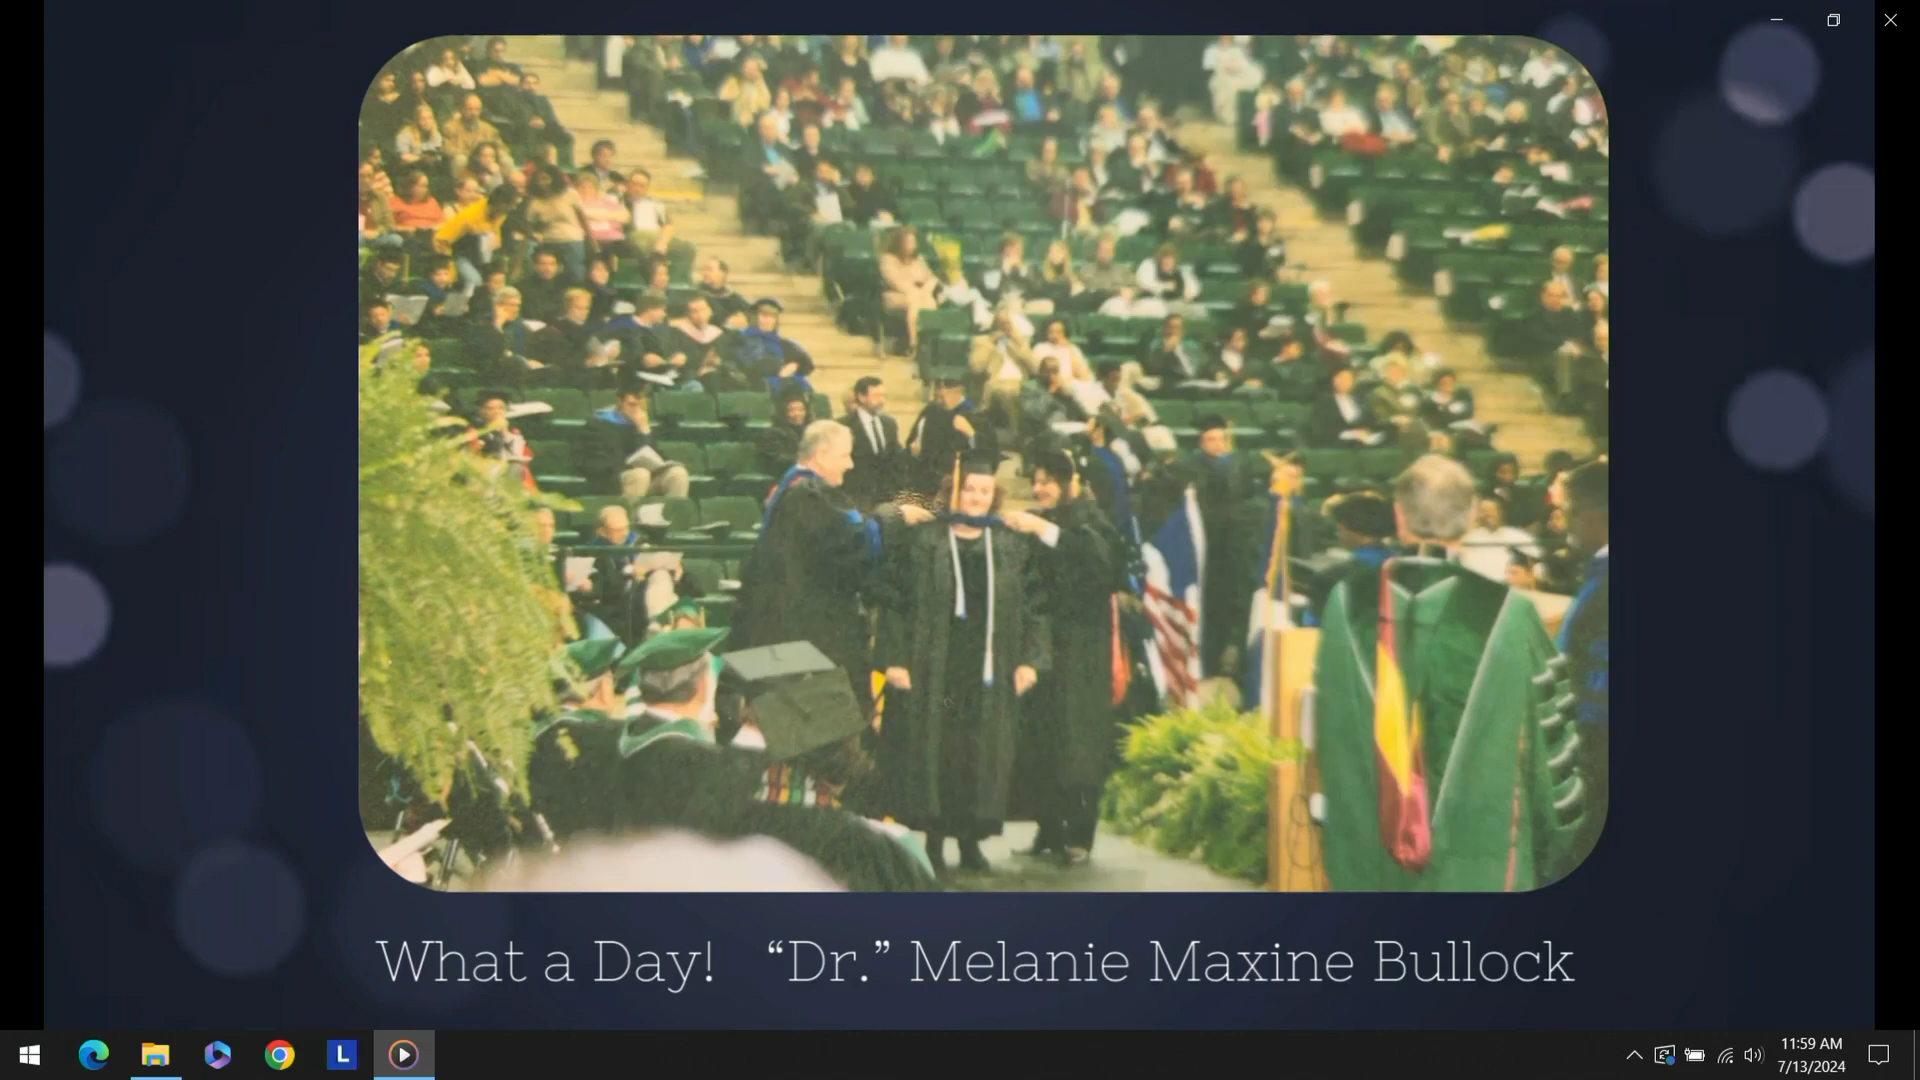 What a Day! “Dr.” Melanie Maxine Bullock
L
11:59 AM
7/13/2024